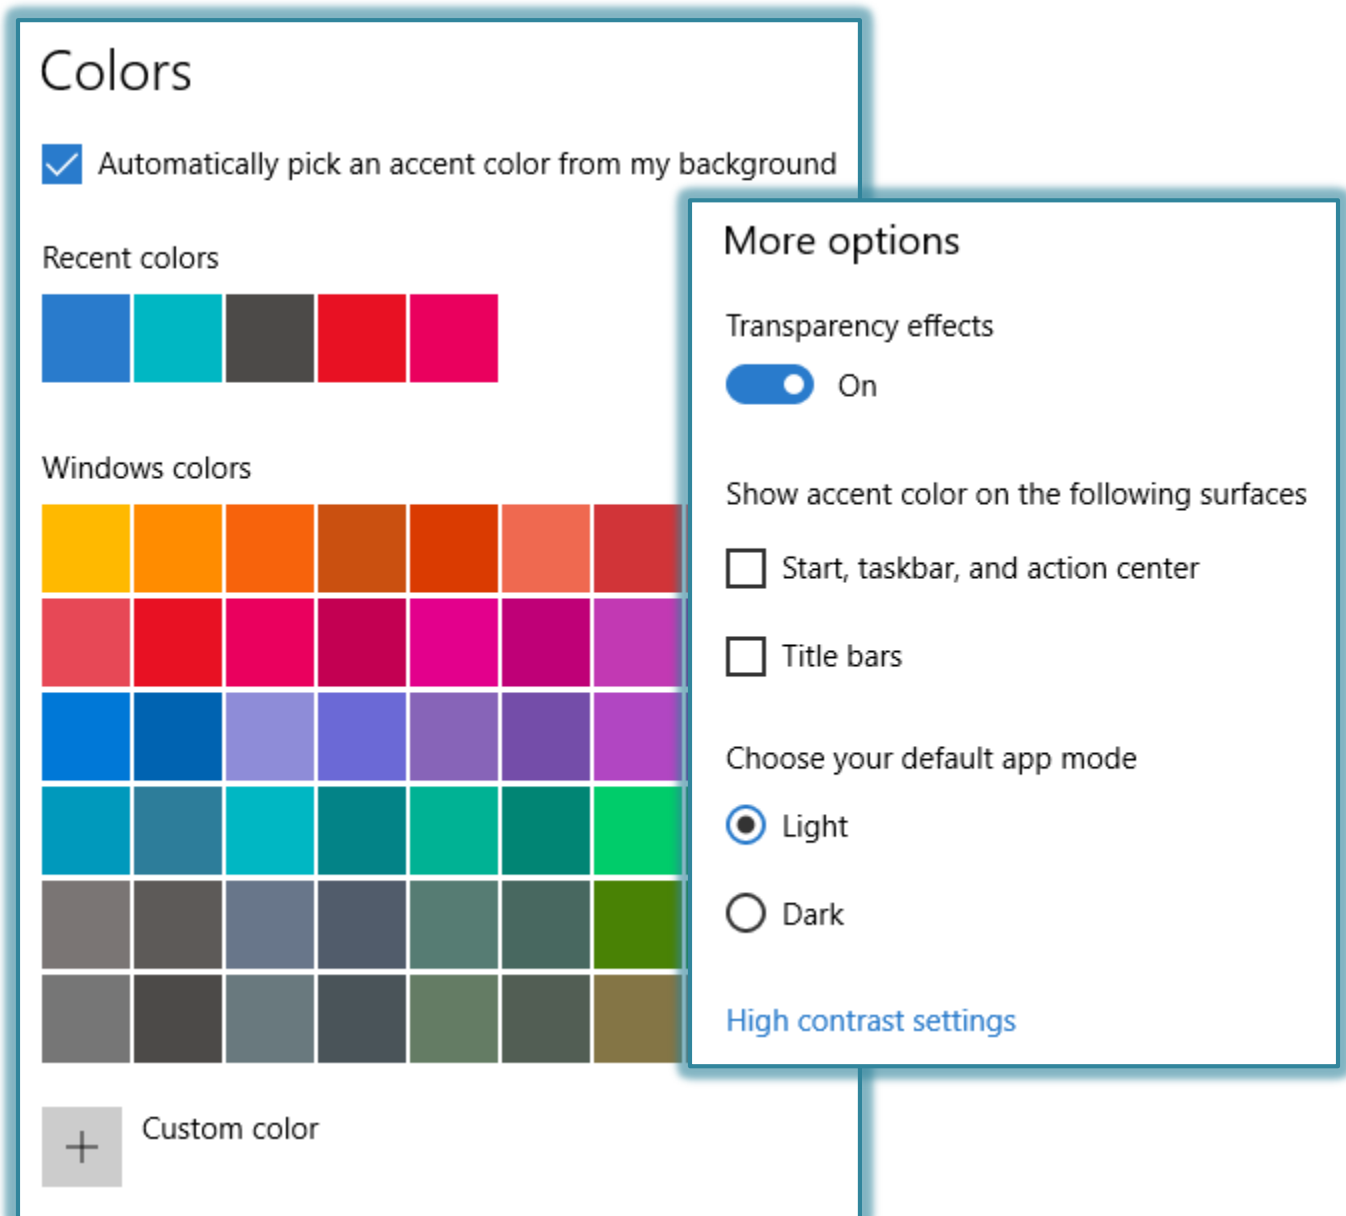 Colors
Automatically pick an accent color from my background
Recent colors
Windows colors
Custom color
More options
Transparency effects
On
Show accent color on the following surfaces
Start, taskbar, and action center
Title bars
Choose your default app mode
Light
Dark
High contrast settings